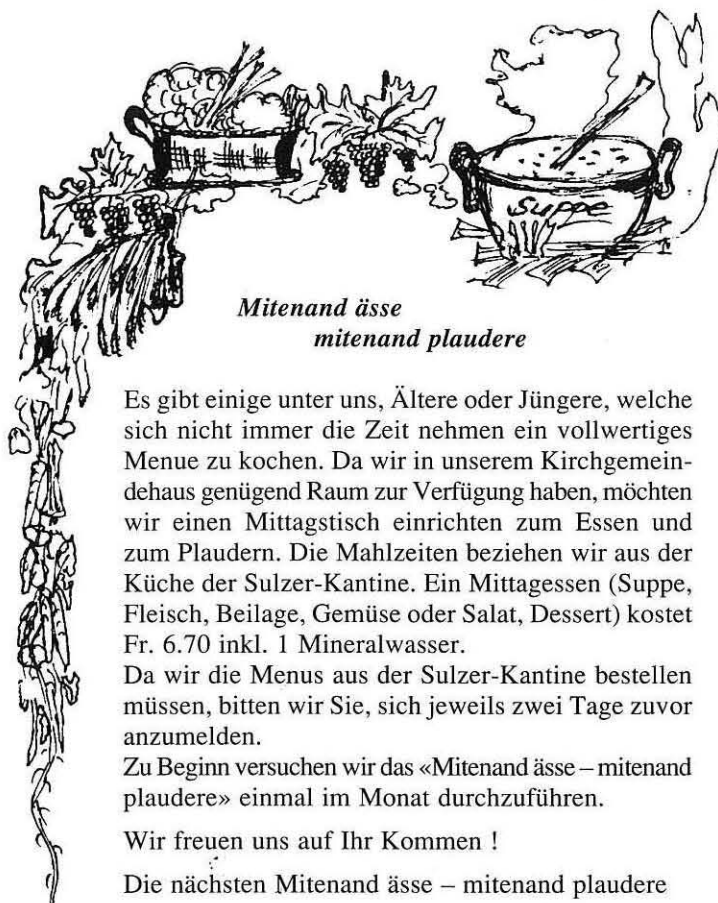 Suppe
Mitenand ässe
mitenand plaudere
Es gibt einige unter uns, Ältere oder Jüngere, welche
sich nicht immer die Zeit nehmen ein vollwertiges
Menue zu kochen. Da wir in unserem Kirchgemein-
dehaus genügend Raum zur Verfügung haben, möchten
wir einen Mittagstisch einrichten zum Essen und
zum Plaudern. Die Mahlzeiten beziehen wir aus der
Küche der Sulzer-Kantine. Ein Mittagessen (Suppe,
Fleisch, Beilage, Gemüse oder Salat, Dessert) kostet
Fr. 6.70 inkl. 1 Mineralwasser.
Da wir die Menus aus der Sulzer-Kantine bestellen
müssen, bitten wir Sie, sich jeweils zwei Tage zuvor
anzumelden.
Zu Beginn versuchen wir das «Mitenand ässe – mitenand
plaudere» einmal im Monat durchzuführen.
Wir freuen uns auf Ihr Kommen !
Die nächsten Mitenand ässe – mitenand plaudere